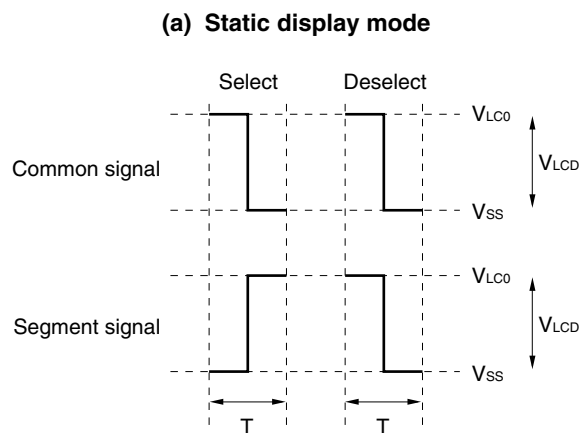 (a) Static display mode
Select Deselect
VLC0
Common signal
VLCD
VSS
VLC0
Segment signal
VLCD
VSS
T T